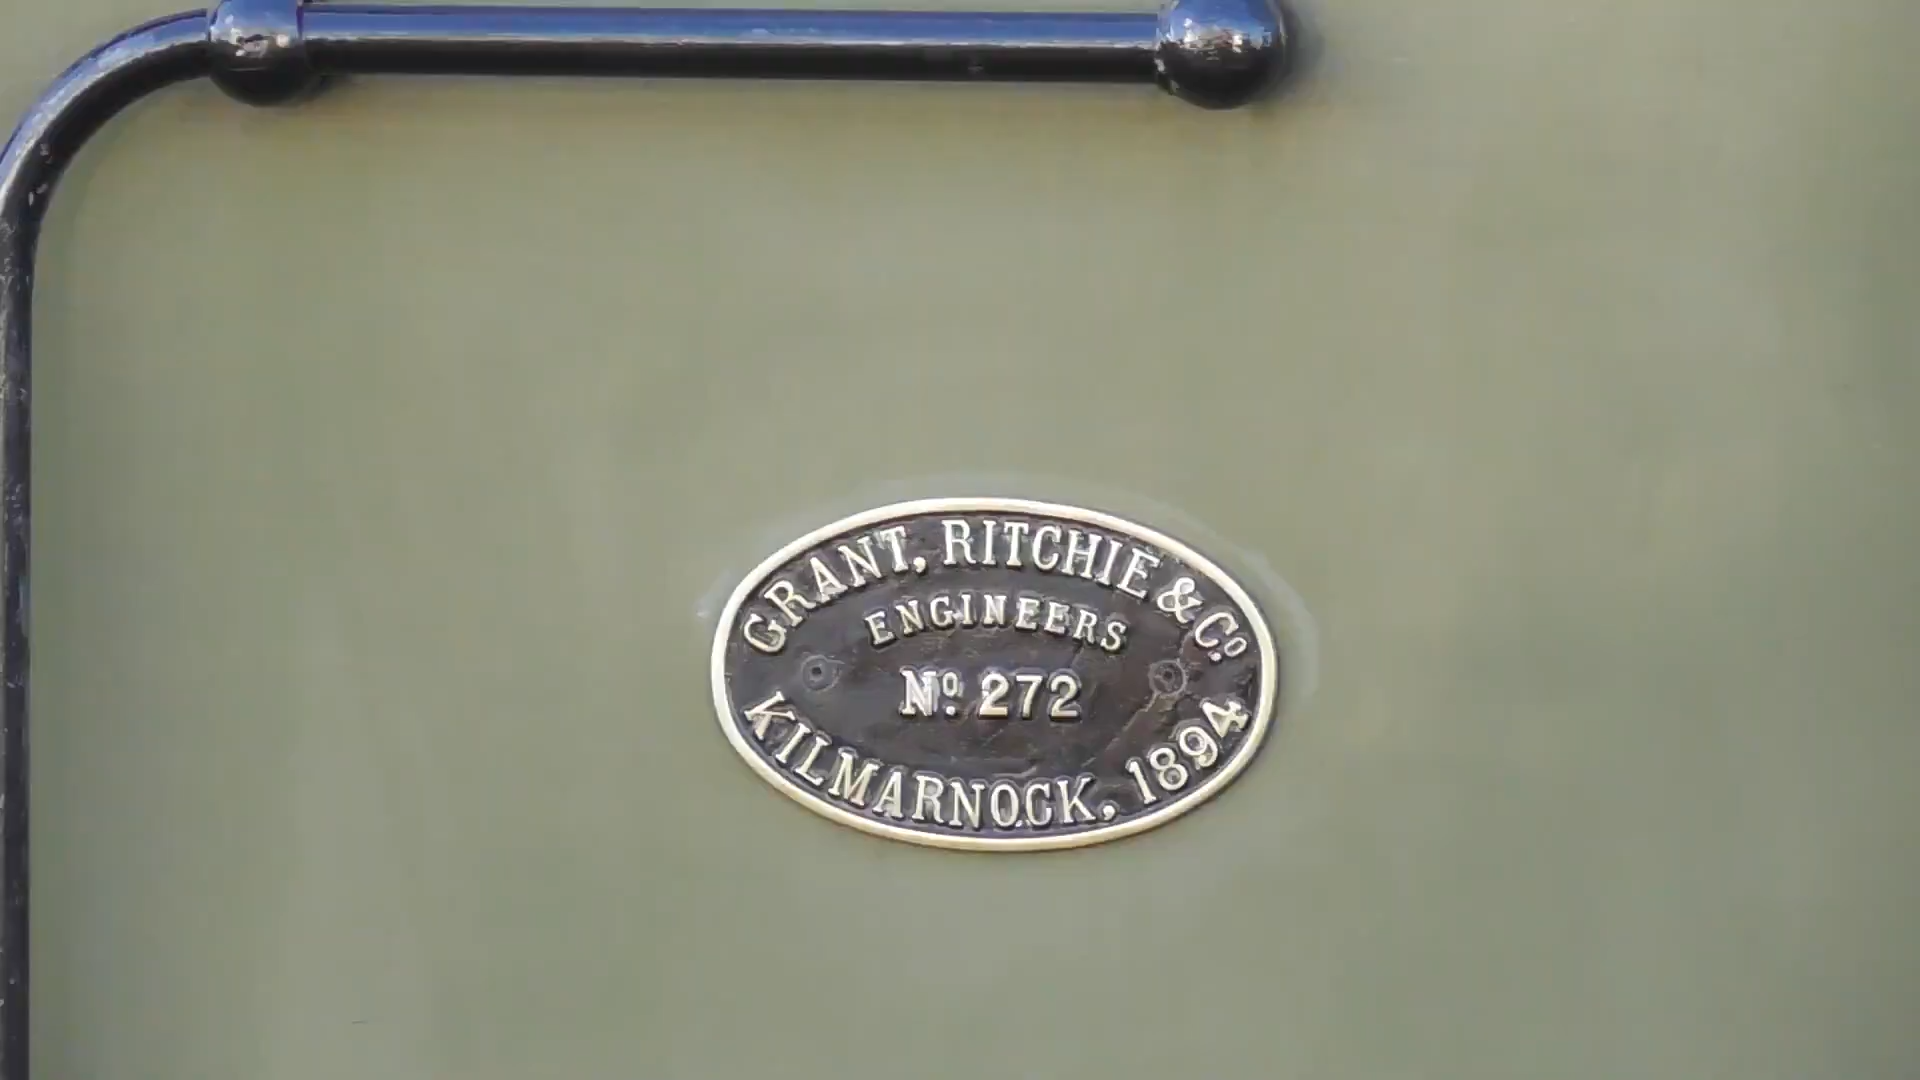 GRANT, RITCHIE & Cº
ENGINEERS
Nº. 272
KILMARNOCK, 1894